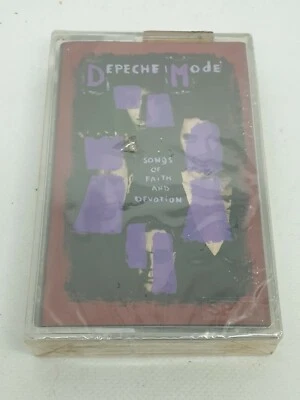 DEPECHE MODE
SONGS
OF
FAITH
AND
DEVOTION